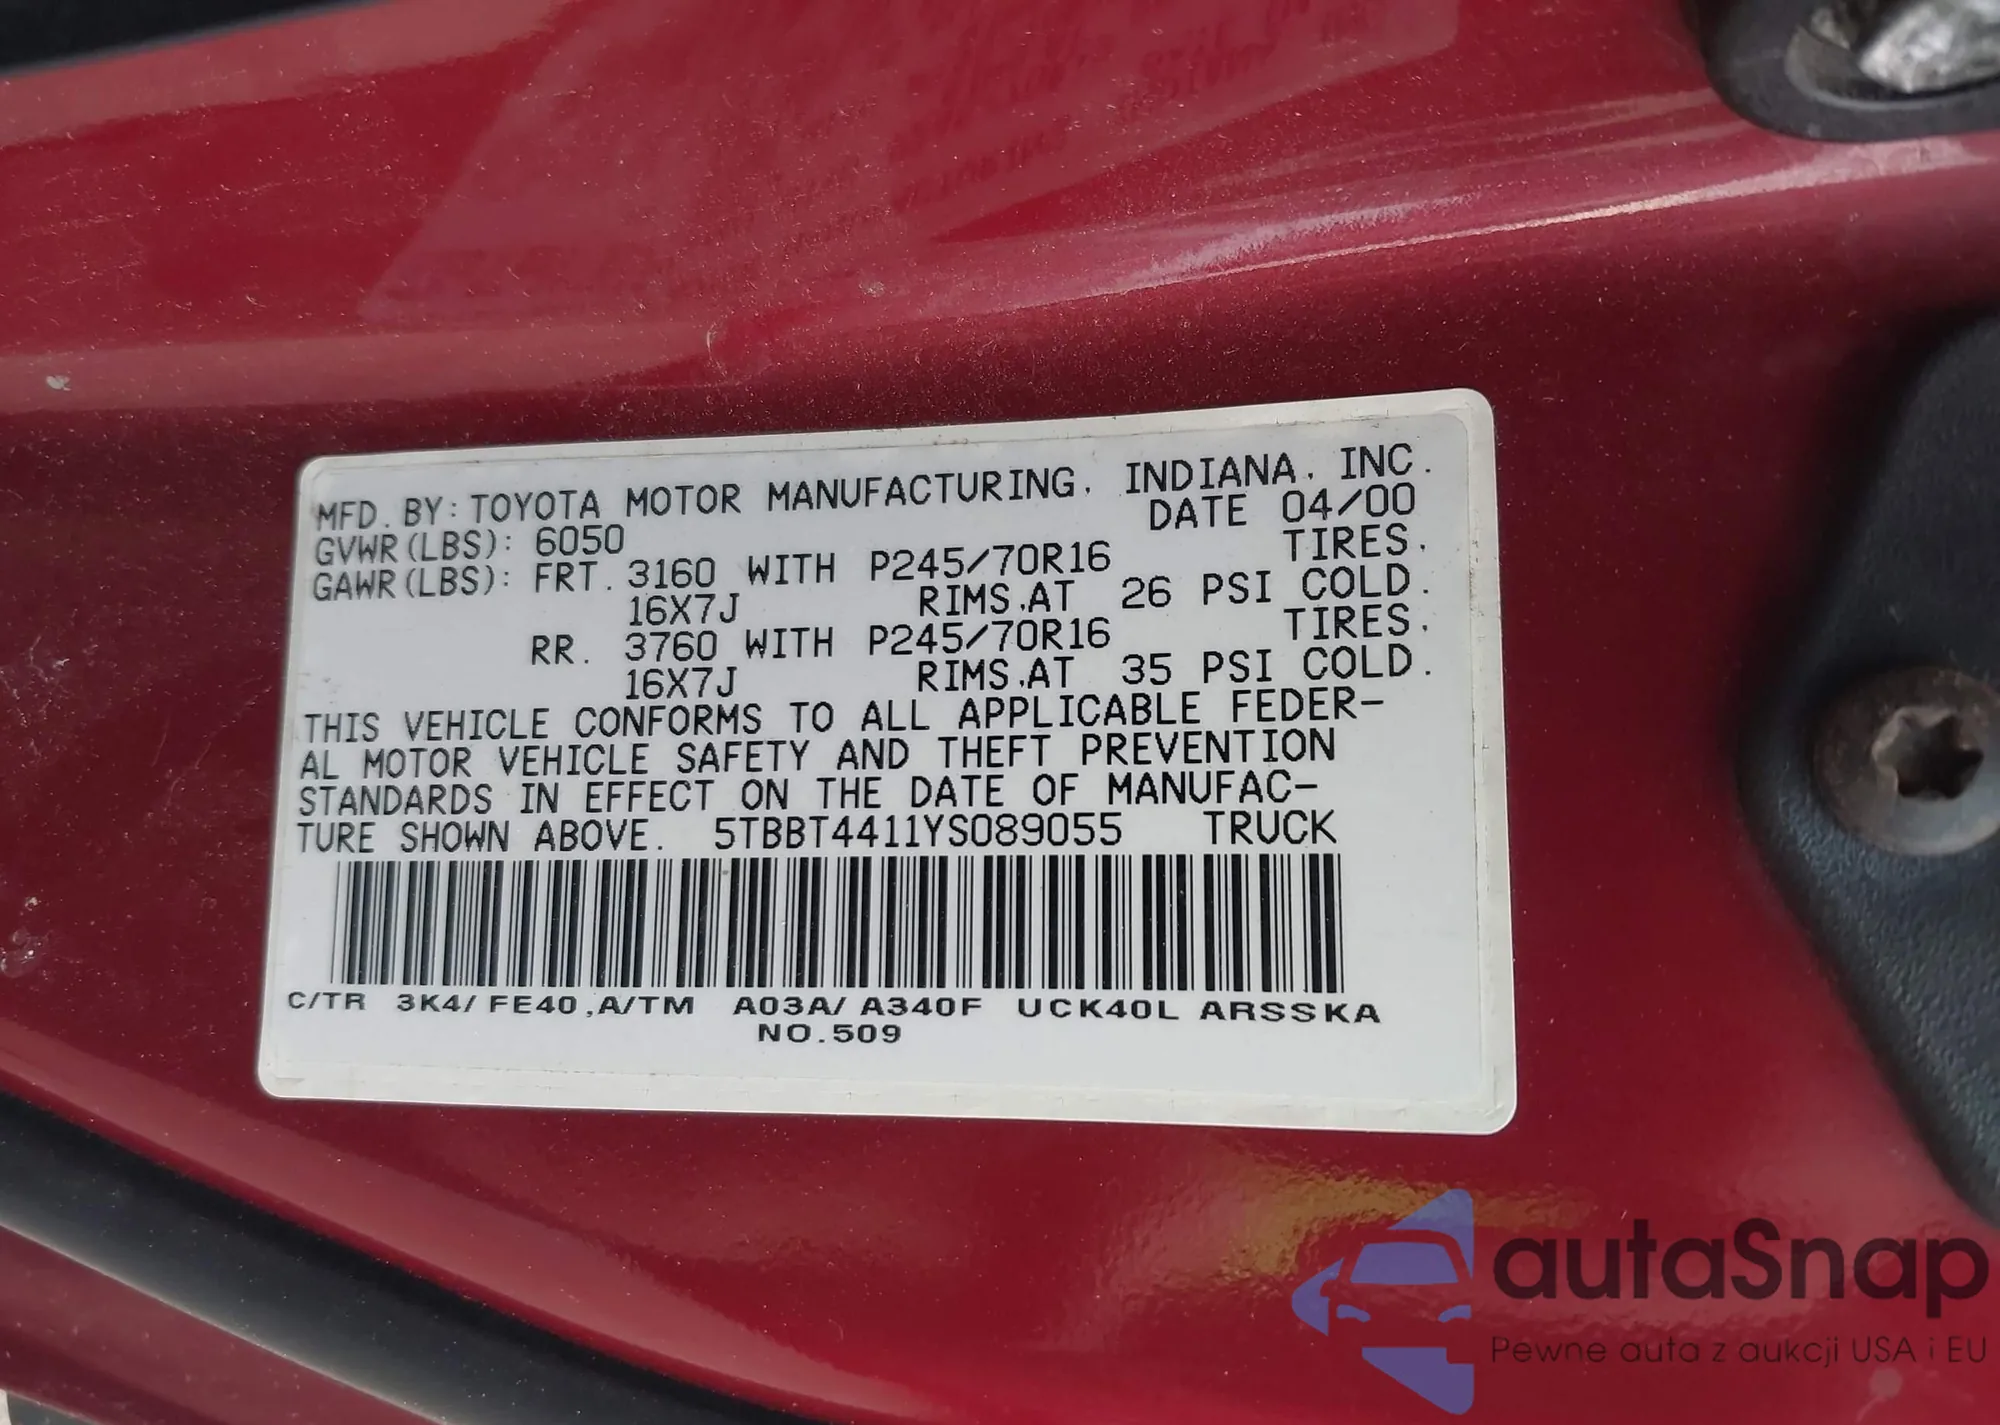 MFD. BY: TOYOTA MOTOR MANUFACTURING, INDIANA, INC.
DATE 04/00
GVWR(LBS): 6050
GAWR(LBS): FRT. 3160 WITH P245/70R16 TIRES,
16X7J RIMS,AT 26 PSI COLD.
RR. 3760 WITH P245/70R16 TIRES,
16X7J RIMS,AT 35 PSI COLD.
THIS VEHICLE CONFORMS TO ALL APPLICABLE FEDER-
AL MOTOR VEHICLE SAFETY AND THEFT PREVENTION
STANDARDS IN EFFECT ON THE DATE OF MANUFAC-
TURE SHOWN ABOVE. 5TBBT4411YS089055 TRUCK
C/TR 3K4/ FE40 ,A/TM A03A/ A340F UCK40L ARSSKA
NO.509
autaSnap
Pewne auta z aukcji USA i EU